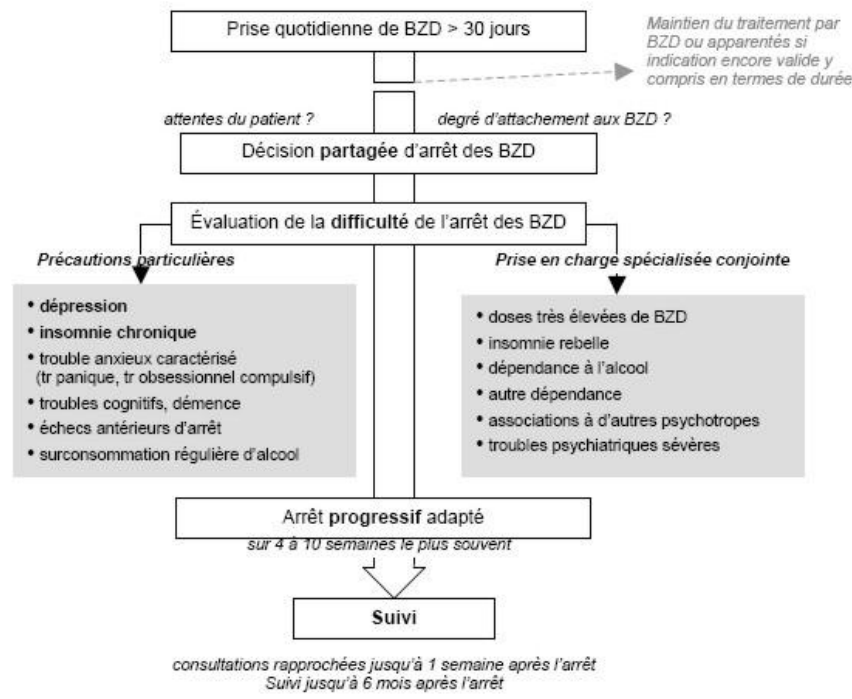 Prise quotidienne de BZD > 30 jours
Maintien du traitement par
BZD ou apparentés si
indication encore valide y
compris en termes de durée
attentes du patient ?
degré d'attachement aux BZD ?
Décision partagée d'arrêt des BZD
Évaluation de la difficulté de l'arrêt des BZD
Précautions particulières
• dépression
• insomnie chronique
• trouble anxieux caractérisé
(tr panique, tr obsessionnel compulsif)
• troubles cognitifs, démence
• échecs antérieurs d'arrêt
• surconsommation régulière d'alcool
Prise en charge spécialisée conjointe
• doses très élevées de BZD
• insomnie rebelle
• dépendance à l'alcool
• autre dépendance
• associations à d'autres psychotropes
• troubles psychiatriques sévères
Arrêt progressif adapté
sur 4 à 10 semaines le plus souvent
Suivi
consultations rapprochées jusqu'à 1 semaine après l'arrêt
Suivi jusqu'à 6 mois après l'arrêt